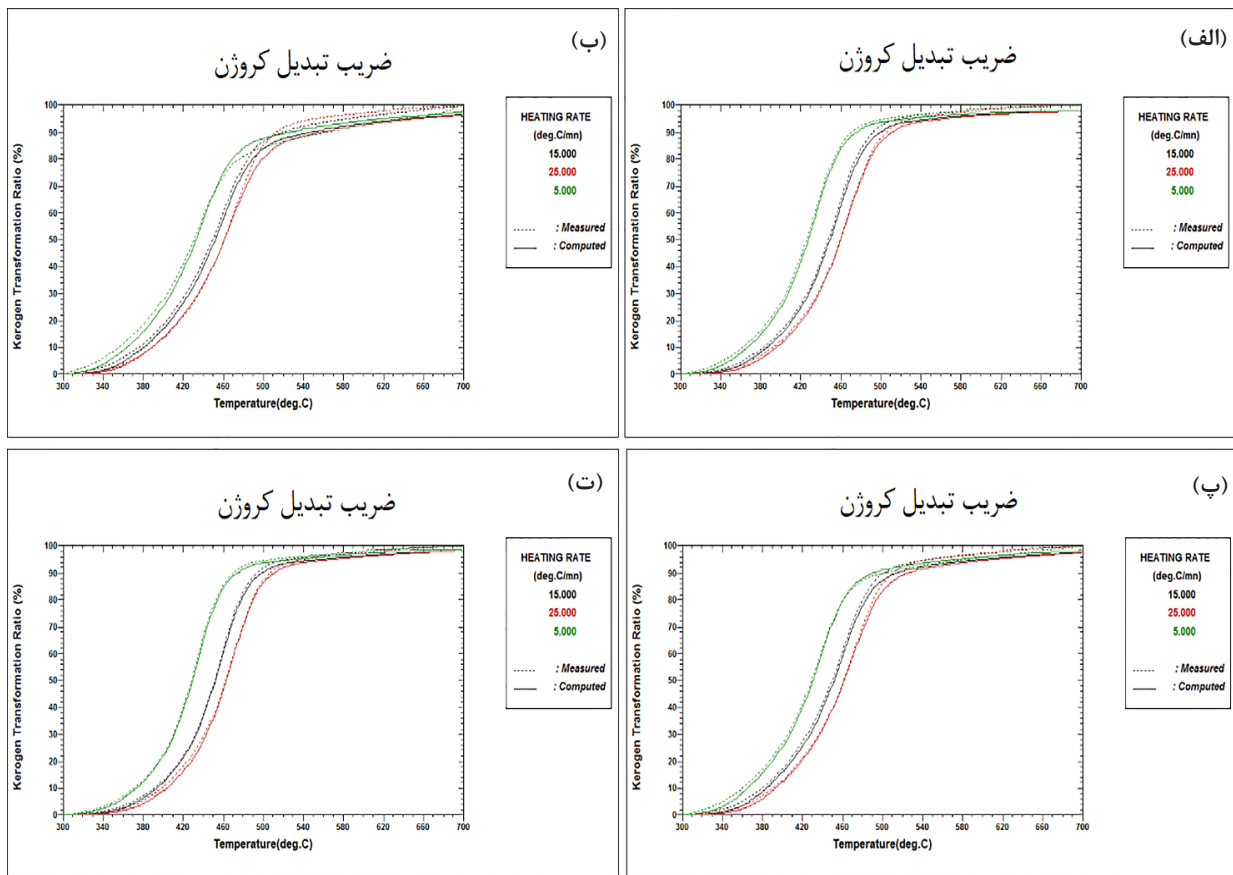 (الف)
ضریب تبدیل کروژن
Kerogen Transformation Ratio (%)
100
90
80
70
60
50
40
30
20
10
0
300 340 380 420 460 500 540 580 620 660 700
Temperature(deg.C)
HEATING RATE
(deg.C/mn)
15.000
25.000
5.000
: Measured
: Computed
(ب)
ضریب تبدیل کروژن
Kerogen Transformation Ratio (%)
100
90
80
70
60
50
40
30
20
10
0
300 340 380 420 460 500 540 580 620 660 700
Temperature(deg.C)
HEATING RATE
(deg.C/mn)
15.000
25.000
5.000
: Measured
: Computed
(پ)
ضریب تبدیل کروژن
Kerogen Transformation Ratio (%)
100
90
80
70
60
50
40
30
20
10
0
300 340 380 420 460 500 540 580 620 660 700
Temperature(deg.C)
HEATING RATE
(deg.C/mn)
15.000
25.000
5.000
: Measured
: Computed
(ت)
ضریب تبدیل کروژن
Kerogen Transformation Ratio (%)
100
90
80
70
60
50
40
30
20
10
0
300 340 380 420 460 500 540 580 620 660 700
Temperature(deg.C)
HEATING RATE
(deg.C/mn)
15.000
25.000
5.000
: Measured
: Computed